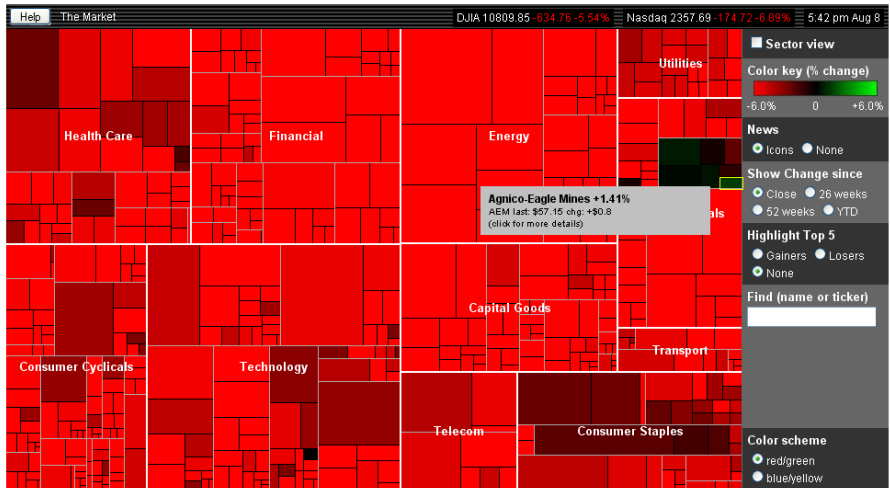 Help The Market DJIA 10809.85 -634.76 -5.54% Nasdaq 2357.69 -174.72 -6.89% 5:42 pm Aug 8
Sector view
Color key (% change)
-6.0% 0 +6.0%
News
Icons None
Show Change since
Close 26 weeks
52 weeks YTD
Highlight Top 5
Gainers Losers
None
Find (name or ticker)
Color scheme
red/green
blue/yellow
Health Care
Financial
Energy
Utilities
Agnico-Eagle Mines +1.41%
AEM last: $57.15 chg: +$0.8
(click for more details)
als
Capital Goods
Transport
Consumer Cyclicals
Technology
Telecom
Consumer Staples